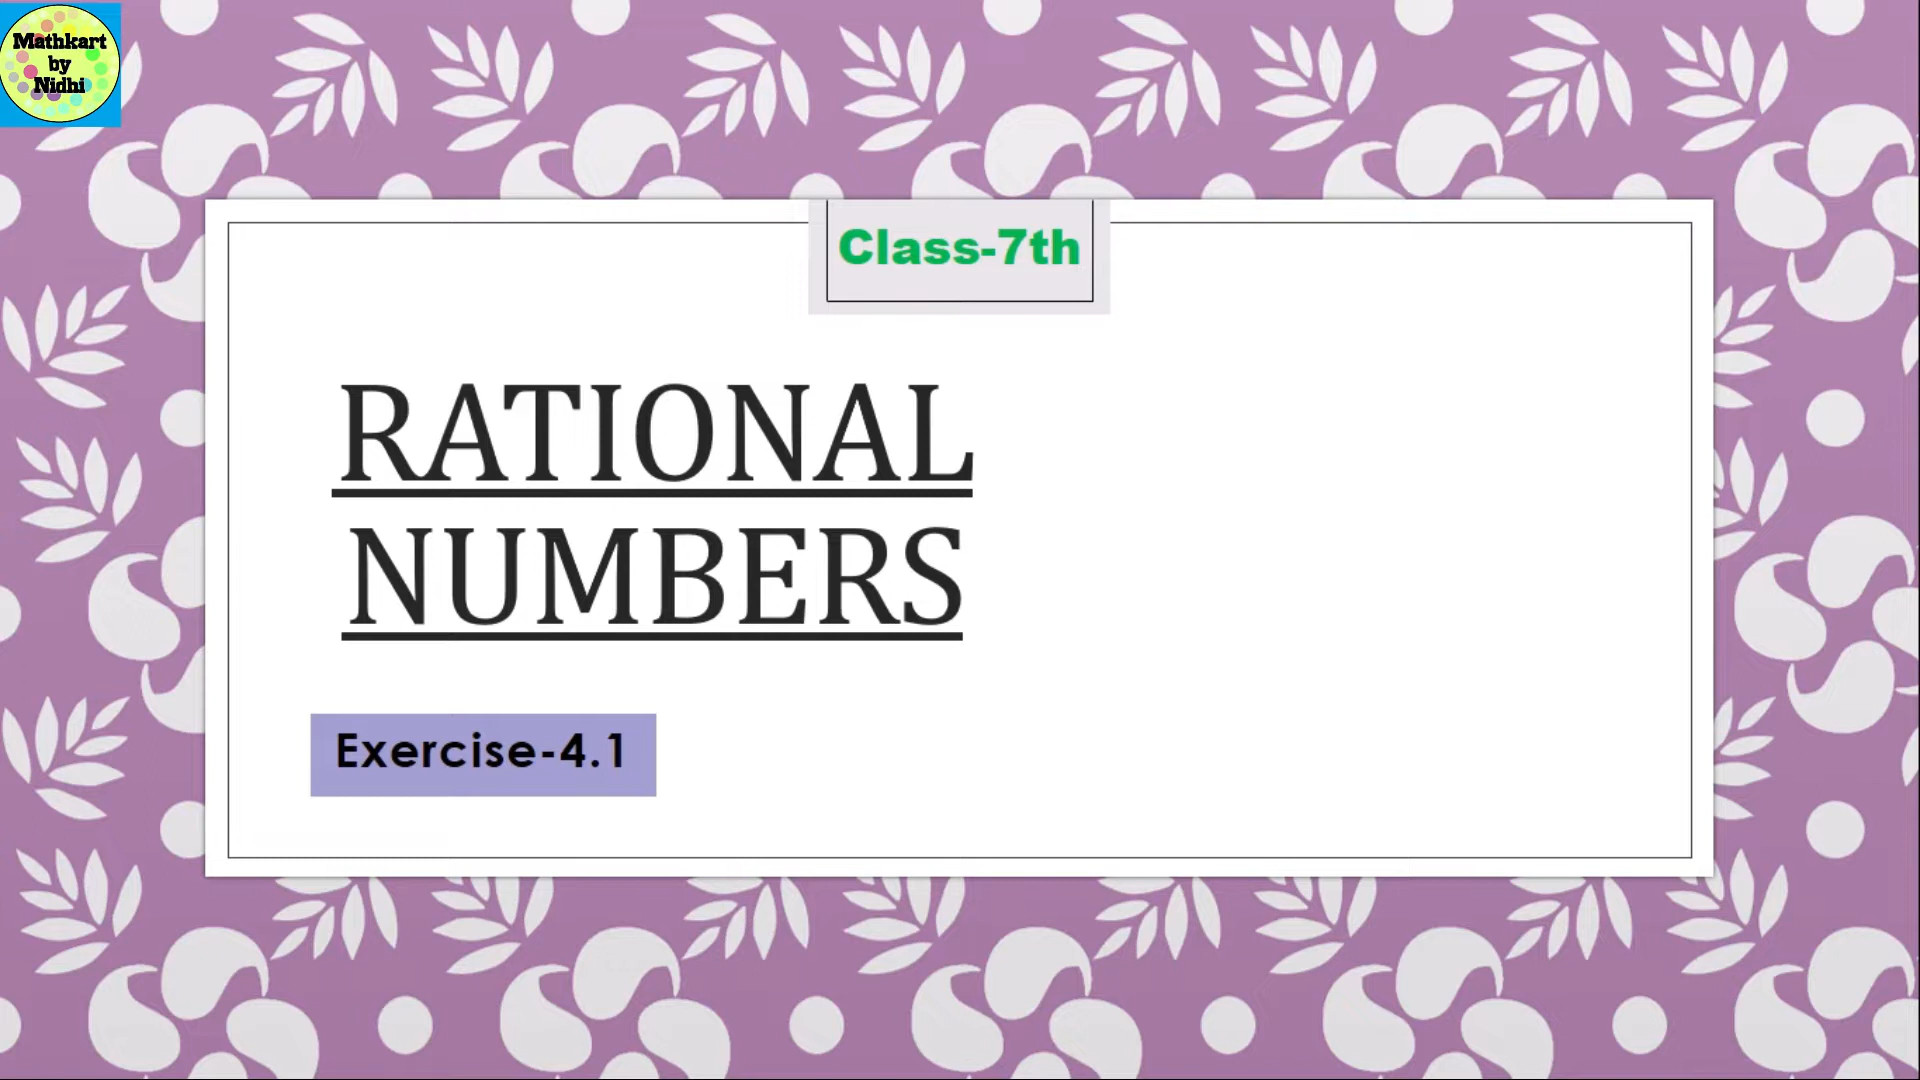 Mathkart
by
Nidhi
Class-7th
RATIONAL
NUMBERS
Exercise-4.1